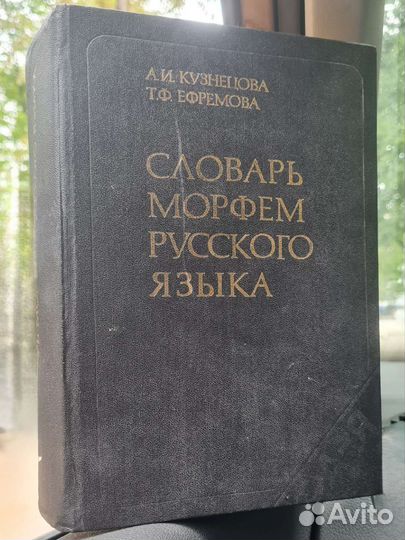 А.И. КУЗНЕЦОВА
Т.Ф. ЕФРЕМОВА
СЛОВАРЬ
МОРФЕМ
РУССКОГО
ЯЗЫКА
Avito